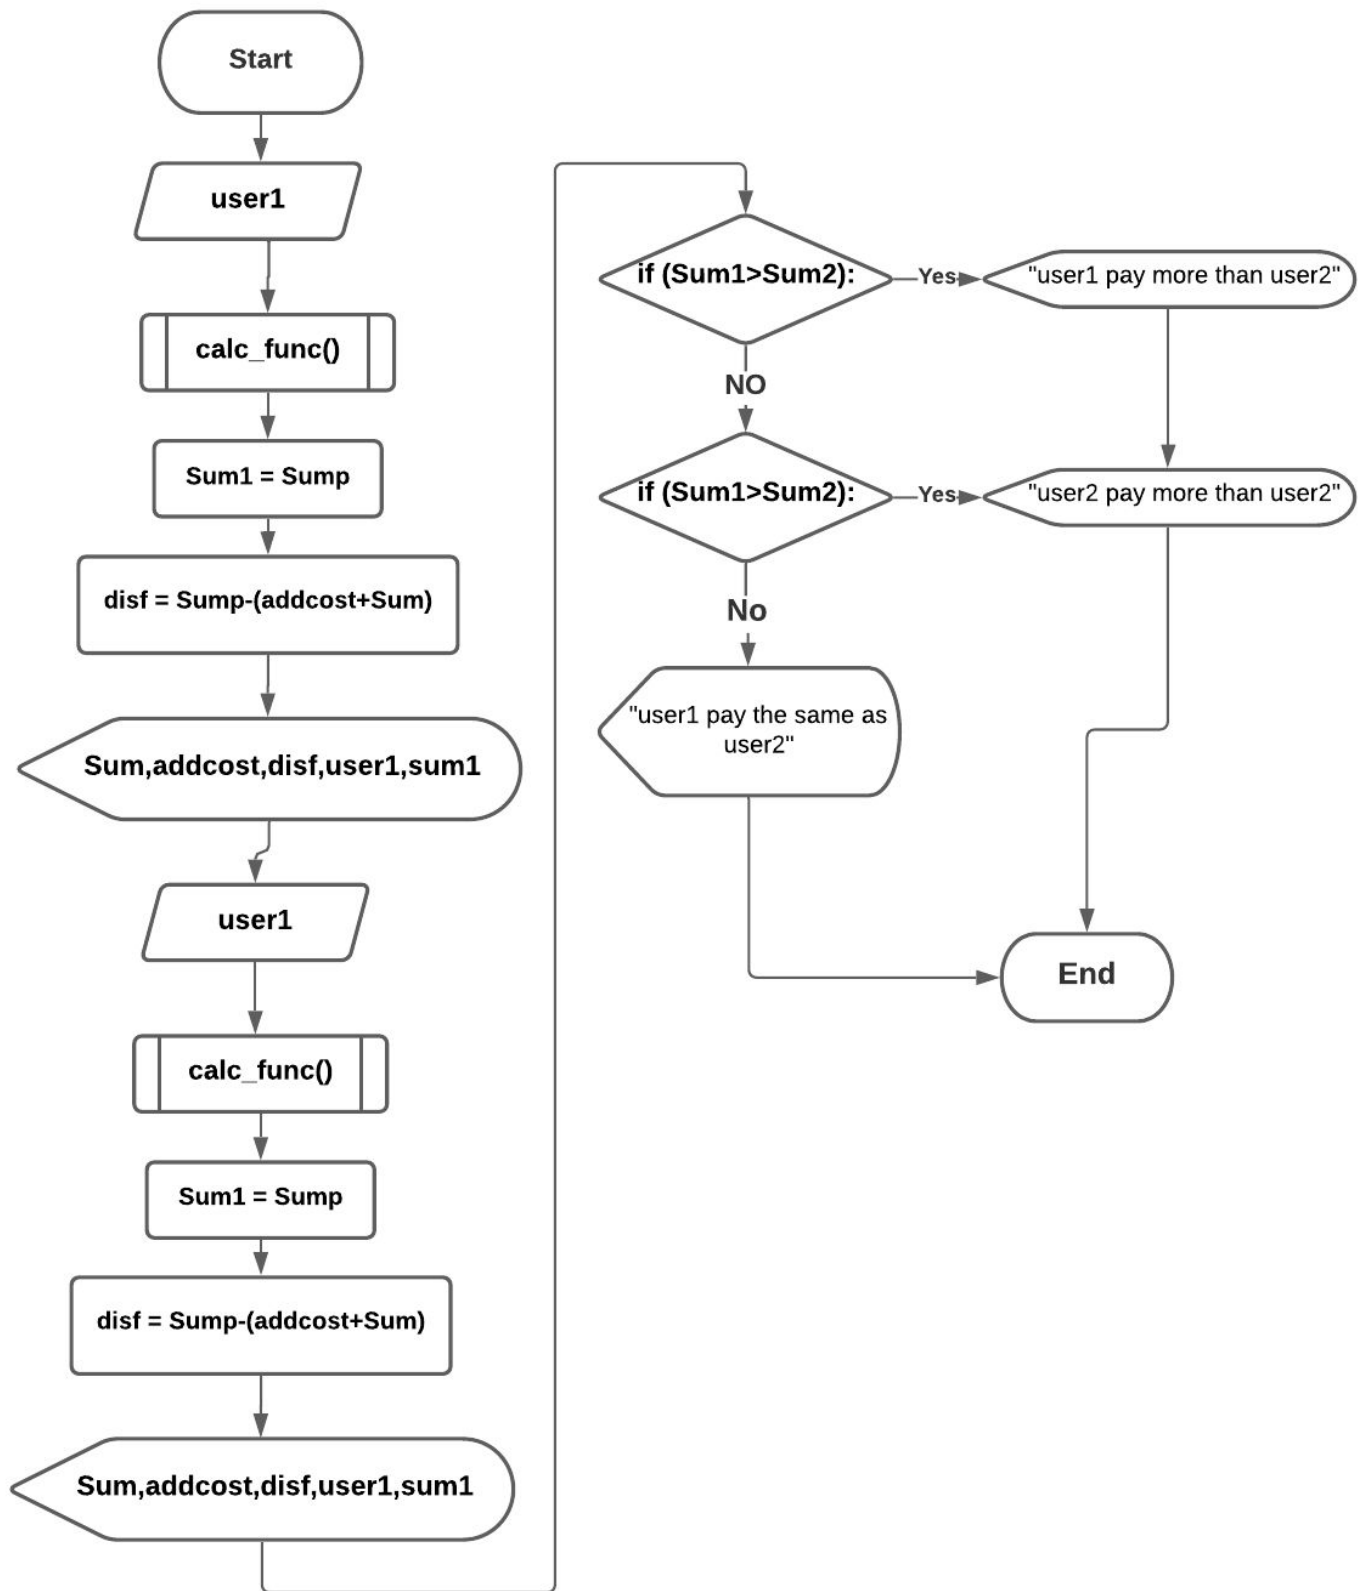 Start
user1
calc_func()
Sum1 = Sump
disf = Sump-(addcost+Sum)
Sum,addcost,disf,user1,sum1
user1
calc_func()
Sum1 = Sump
disf = Sump-(addcost+Sum)
Sum,addcost,disf,user1,sum1
if (Sum1>Sum2):
Yes
"user1 pay more than user2"
NO
if (Sum1>Sum2):
Yes
"user2 pay more than user2"
No
"user1 pay the same as
user2"
End